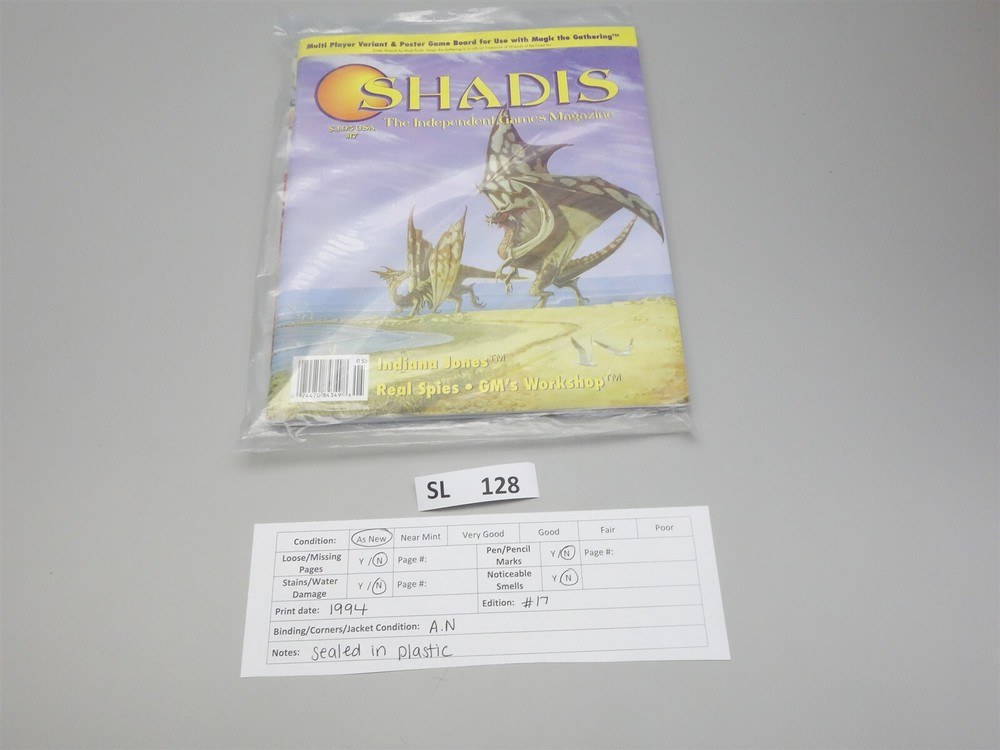 Multi Player Variant & Poster Game Board for Use with Magic the Gathering™
SHADIS
The Independent Games Magazine
USA
#17
Indiana Jones™
Real Spies • GM's Workshop™
SL 128
Condition: As New Near Mint Very Good Good Fair Poor
Loose/Missing Pages Y / N Page #: Pen/Pencil Marks Y / N Page #:
Stains/Water Damage Y / N Page #: Noticeable Smells Y / N
Print date: 1994 Edition: #17
Binding/Corners/Jacket Condition: A.N
Notes: sealed in plastic